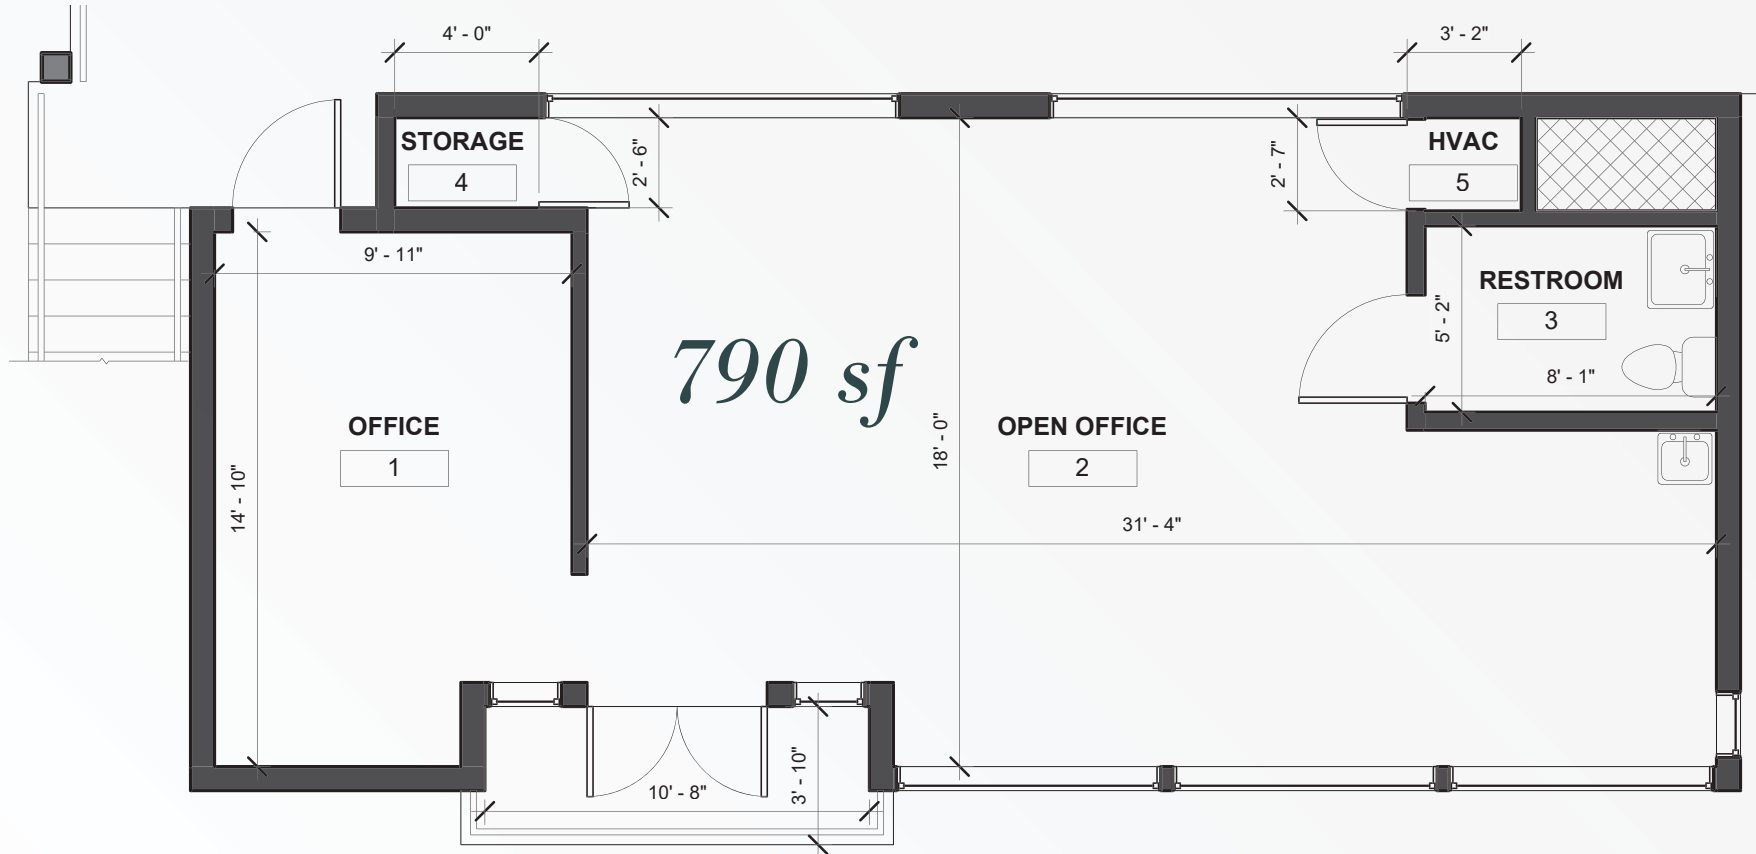 4' - 0"
3' - 2"
STORAGE
4
2' - 6"
2' - 7"
HVAC
5
9' - 11"
RESTROOM
3
5' - 2"
8' - 1"
790 sf
OFFICE
1
14' - 10"
18' - 0"
OPEN OFFICE
2
31' - 4"
10' - 8"
3' - 10"